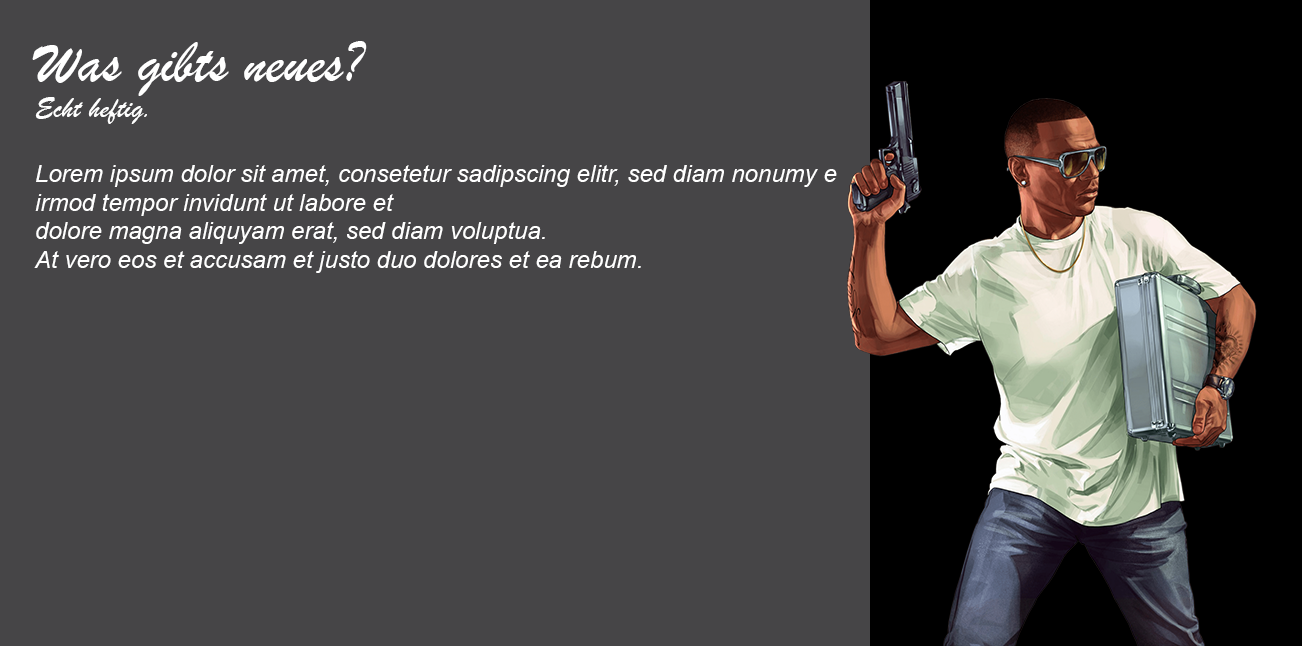 Was gibts neues?
Echt heftig.
Lorem ipsum dolor sit amet, consetetur sadipscing elitr, sed diam nonumy e
irmod tempor invidunt ut labore et
dolore magna aliquyam erat, sed diam voluptua.
At vero eos et accusam et justo duo dolores et ea rebum.